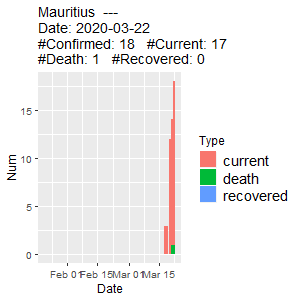 Mauritius  ---
Date: 2020-03-22
#Confirmed: 18   #Current: 17
#Death: 1   #Recovered: 0
15
10
5
0
Num
Feb 01 Feb 15 Mar 01 Mar 15
Date
Type
current
death
recovered